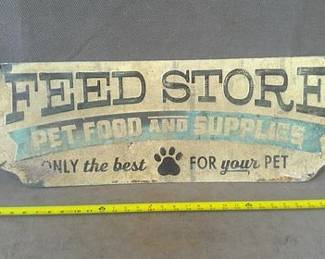 FEED STORE
PET FOOD AND SUPPLIES
ONLY the best FOR your PET